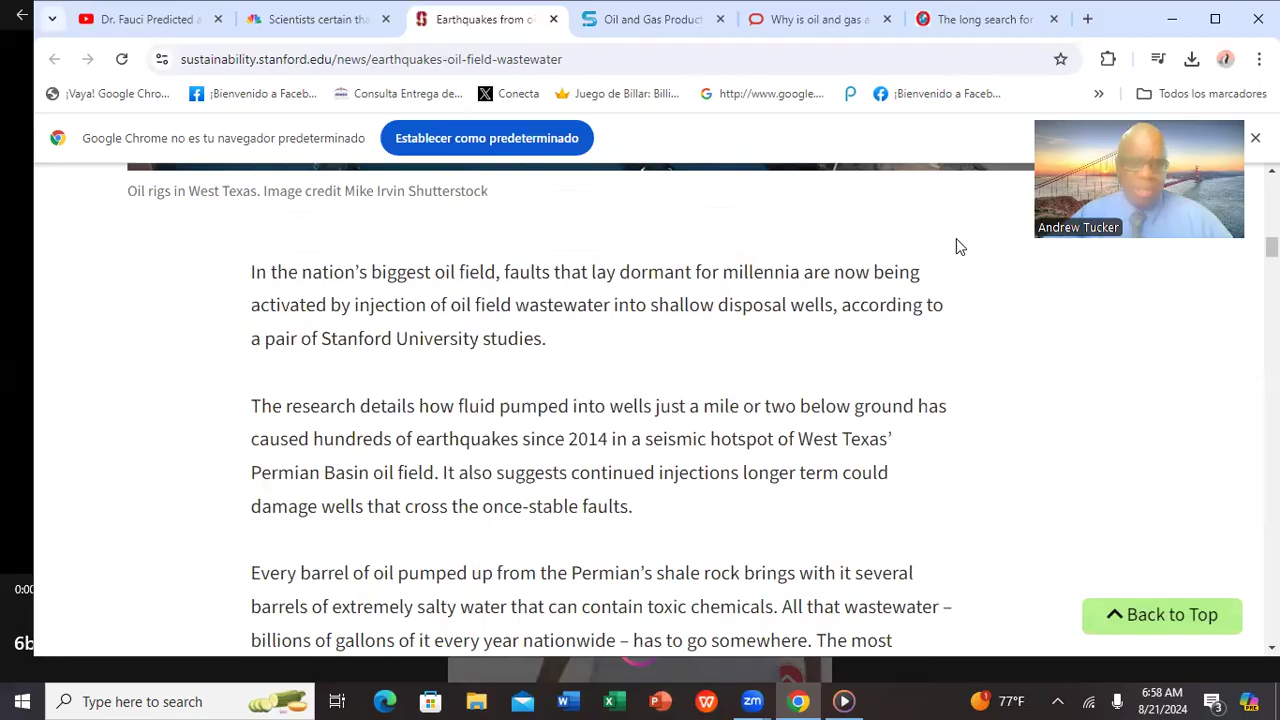 Dr. Fauci Predicted a
Scientists certain tha
Earthquakes from o
Oil and Gas Product
Why is oil and gas a
The long search for
sustainability.stanford.edu/news/earthquakes-oil-field-wastewater
¡Vaya! Google Chro...
¡Bienvenido a Faceb...
Consulta Entrega de...
Conecta
Juego de Billar: Billi...
http://www.google....
¡Bienvenido a Faceb...
»
Todos los marcadores
Google Chrome no es tu navegador predeterminado
Establecer como predeterminado
Andrew Tucker
Oil rigs in West Texas. Image credit Mike Irvin Shutterstock
In the nation’s biggest oil field, faults that lay dormant for millennia are now being
activated by injection of oil field wastewater into shallow disposal wells, according to
a pair of Stanford University studies.
The research details how fluid pumped into wells just a mile or two below ground has
caused hundreds of earthquakes since 2014 in a seismic hotspot of West Texas’
Permian Basin oil field. It also suggests continued injections longer term could
damage wells that cross the once-stable faults.
Every barrel of oil pumped up from the Permian’s shale rock brings with it several
barrels of extremely salty water that can contain toxic chemicals. All that wastewater –
billions of gallons of it every year nationwide – has to go somewhere. The most
Back to Top
0:00
6b
Type here to search
77°F
6:58 AM
8/21/2024
3